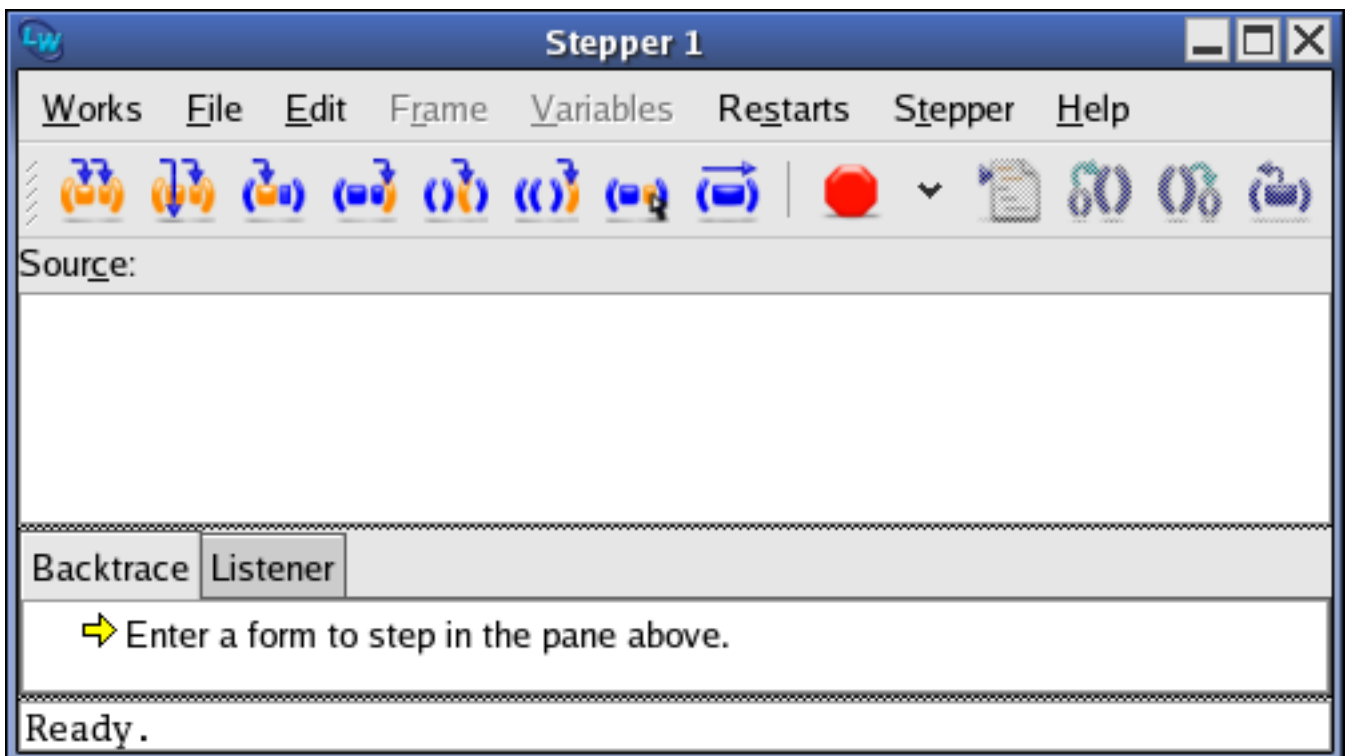 LW Stepper 1
Works File Edit Frame Variables Restarts Stepper Help
Source:
Backtrace Listener
Enter a form to step in the pane above.
Ready.